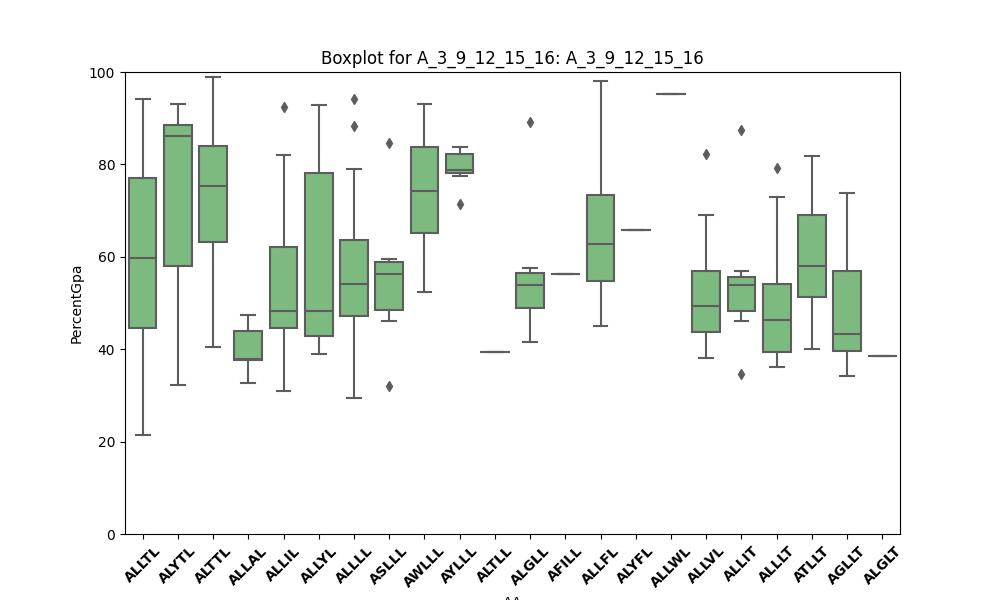 Boxplot for A_3_9_12_15_16: A_3_9_12_15_16
PercentGpa
100
80
60
40
20
0
ALLTL
ALYTL
ALTTL
ALLAL
ALLIL
ALLYL
ALLLL
ASLLL
AWLLL
AYLLL
ALTLL
ALGLL
AFILL
ALLFL
ALYFL
ALLWL
ALLVL
ALLIT
ALLLT
ATLLT
AGLLT
ALGLT
AA